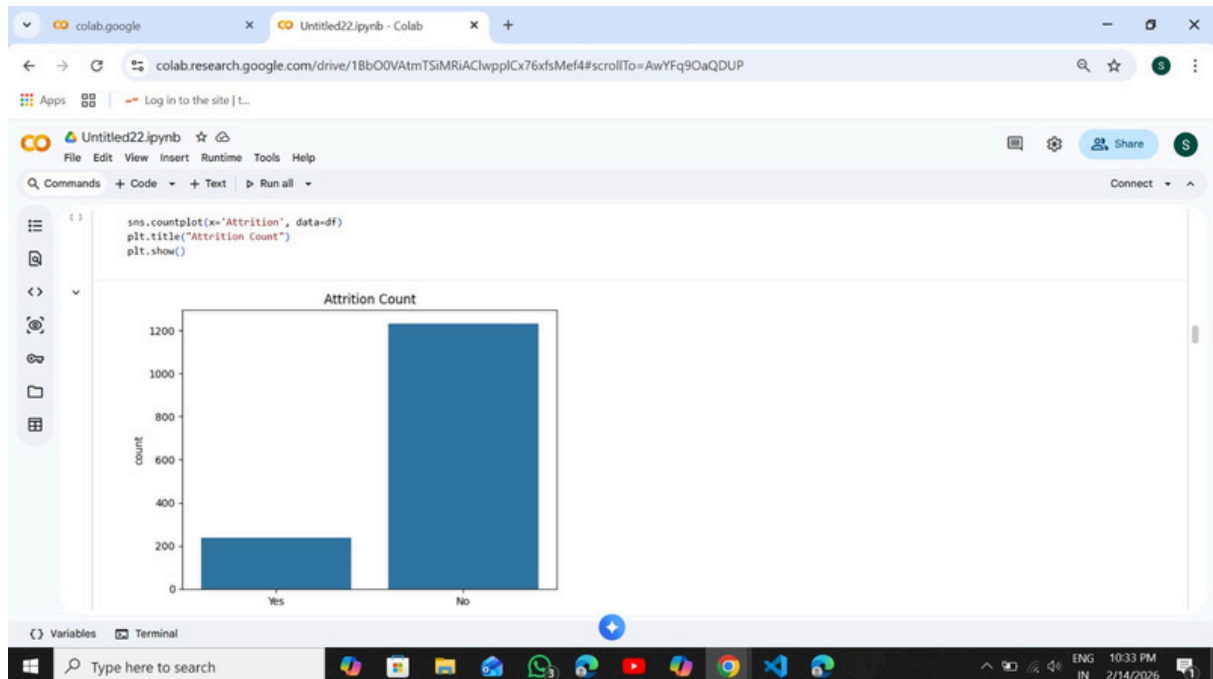 colab.google
Untitled22.ipynb - Colab
colab.research.google.com/drive/1BbO0VAtmTSiMRiAClwpplCx76xfsMef4#scrollTo=AwYFq9OaQDUP
S
Apps
Log in to the site | t...
CO
Untitled22.ipynb
File Edit View Insert Runtime Tools Help
Share
S
Commands + Code + Text Run all
Connect
[ ]
sns.countplot(x='Attrition', data=df)
plt.title("Attrition Count")
plt.show()
Attrition Count
1200
1000
800
600
400
200
0
count
Yes No
{} Variables Terminal
Type here to search
3
ENG 10:33 PM
IN 2/14/2026
1